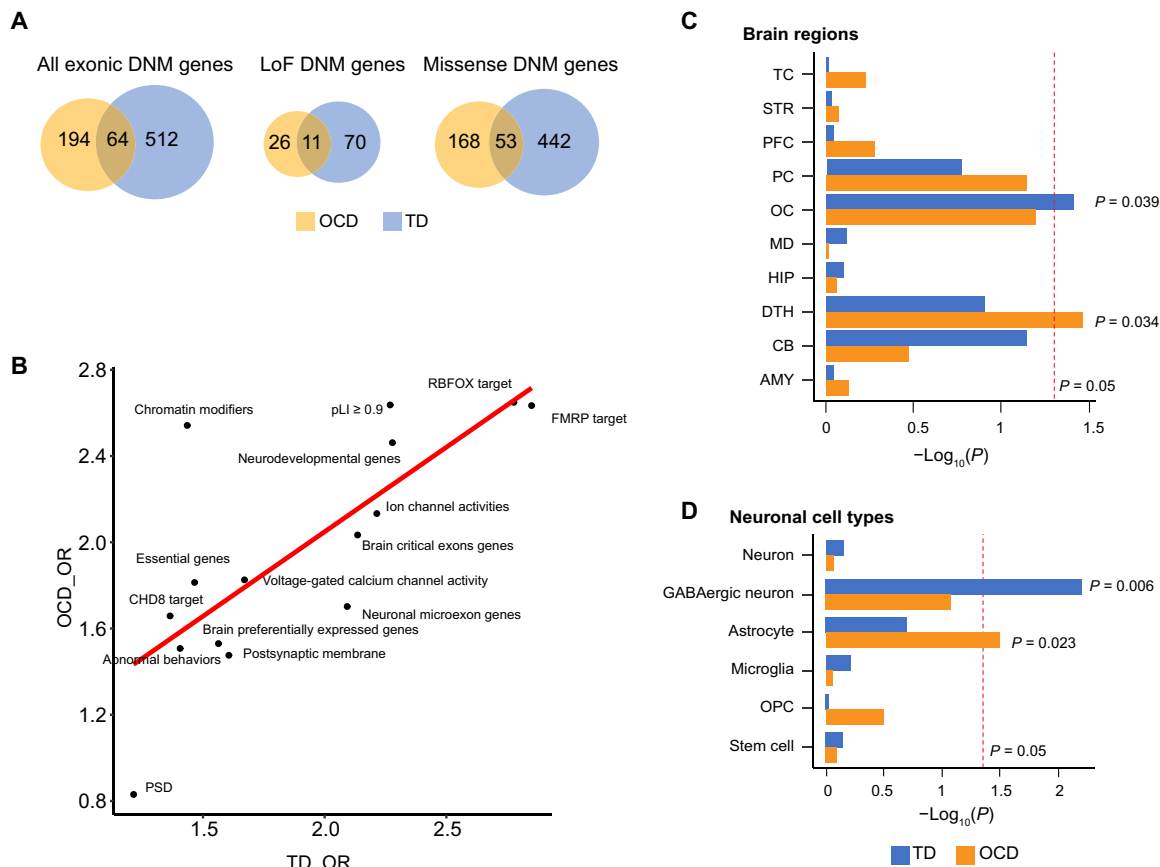 A
All exonic DNM genes
LoF DNM genes
Missense DNM genes
194 64 512
26 11 70
168 53 442
OCD TD
B
OCD_OR
2.8
2.4
2.0
1.6
1.2
0.8
RBFOX target
FMRP target
pLI ≥ 0.9
Chromatin modifiers
Neurodevelopmental genes
Ion channel activities
Brain critical exons genes
Essential genes
Voltage-gated calcium channel activity
CHD8 target
Neuronal microexon genes
Brain preferentially expressed genes
Abnormal behaviors
Postsynaptic membrane
PSD
1.5 2.0 2.5
TD_OR
C
Brain regions
TC
STR
PFC
PC
OC
MD
HIP
DTH
CB
AMY
P = 0.039
P = 0.034
P = 0.05
0 0.5 1 1.5
−Log10(P)
D
Neuronal cell types
Neuron
GABAergic neuron
Astrocyte
Microglia
OPC
Stem cell
P = 0.006
P = 0.023
P = 0.05
0 0.5 1 1.5 2
−Log10(P)
TD OCD